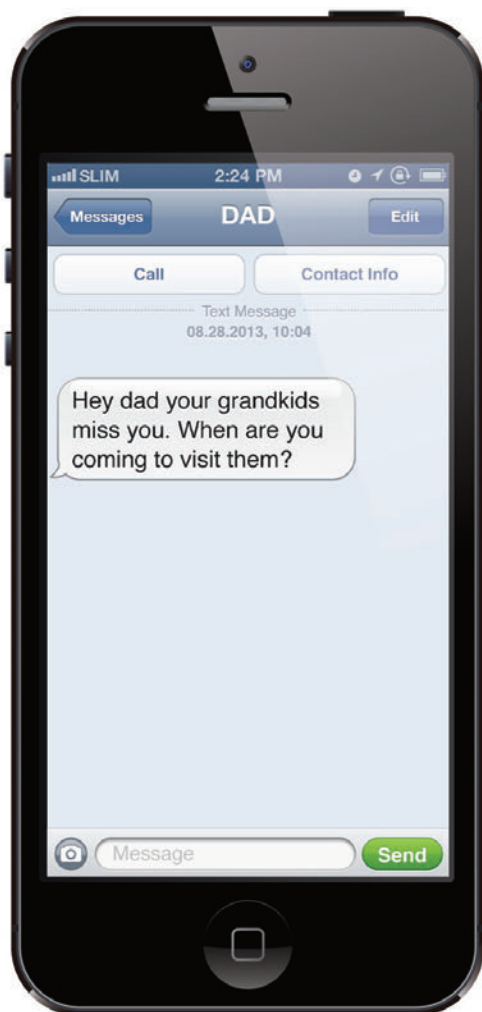 SLIM 2:24 PM
Messages DAD Edit
Call Contact Info
Text Message
08.28.2013, 10:04
Hey dad your grandkids
miss you. When are you
coming to visit them?
Message Send